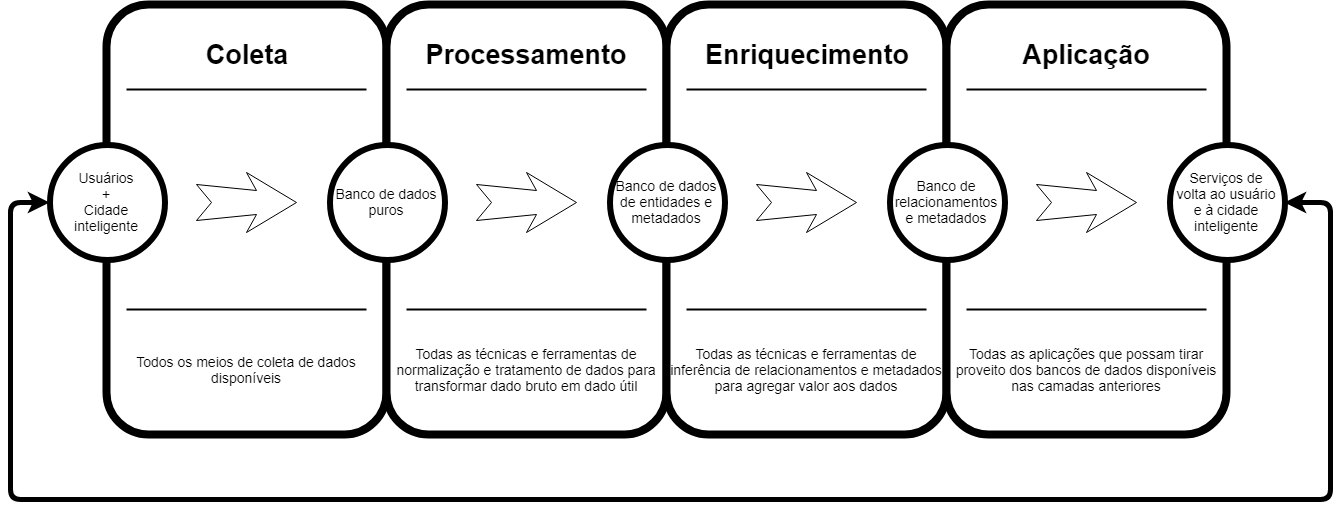 Coleta
Processamento
Enriquecimento
Aplicação
Usuários
+
Cidade
inteligente
Banco de dados
puros
Banco de dados
de entidades e
metadados
Banco de
relacionamentos
e metadados
Serviços de
volta ao usuário
e à cidade
inteligente
Todos os meios de coleta de dados
disponíveis
Todas as técnicas e ferramentas de
normalização e tratamento de dados para
transformar dado bruto em dado útil
Todas as técnicas e ferramentas de
inferência de relacionamentos e metadados
para agregar valor aos dados
Todas as aplicações que possam tirar
proveito dos bancos de dados disponíveis
nas camadas anteriores